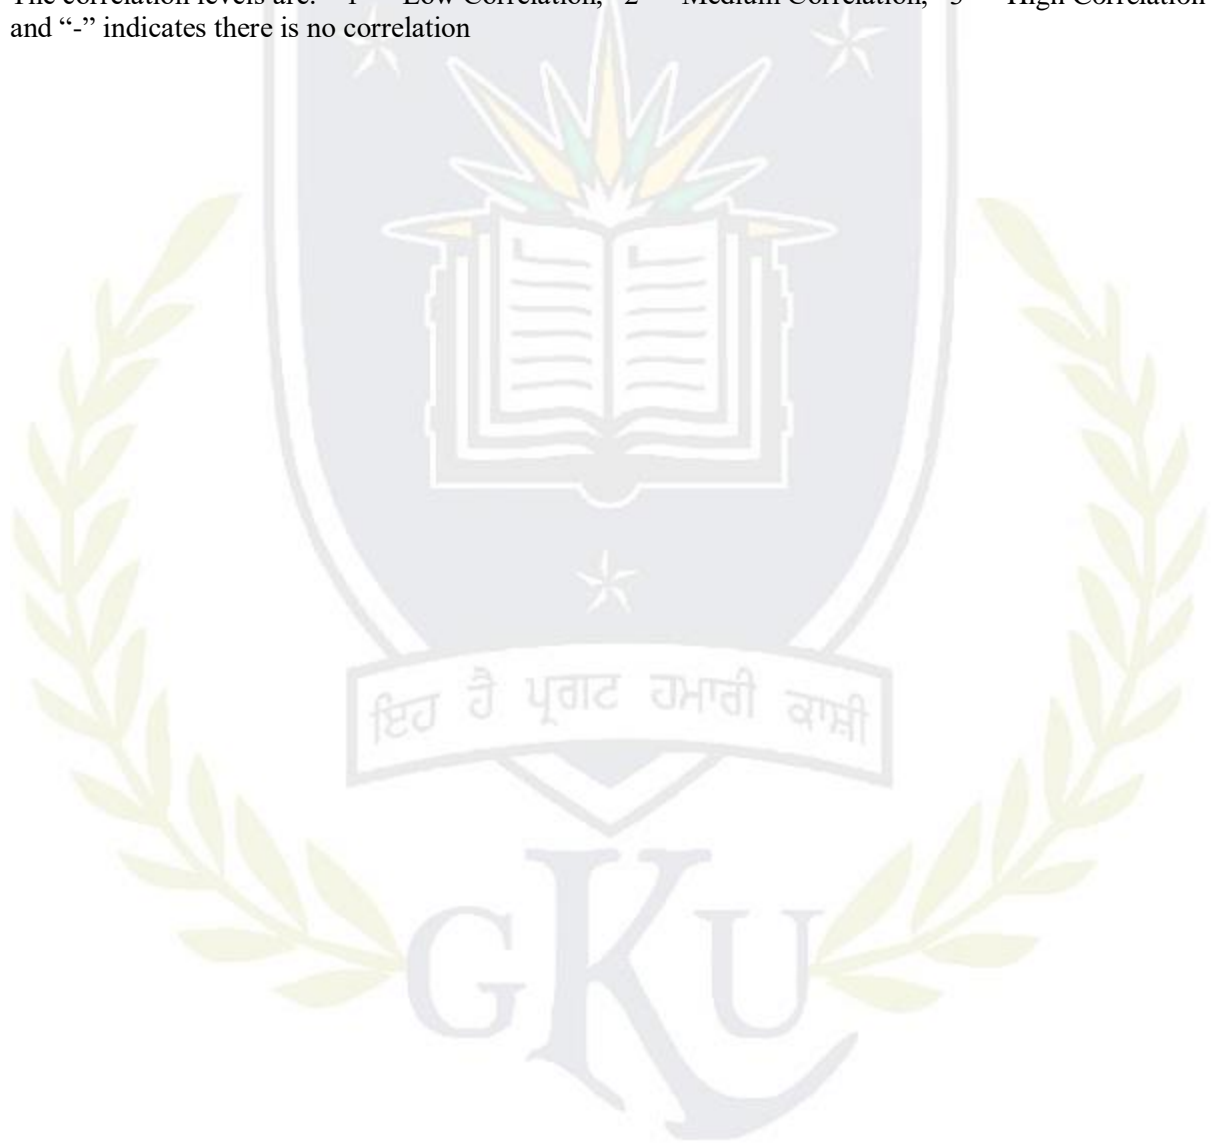 The correlation levels are: “1” – Low Correlation, “2” – Medium Correlation, “3” – High Correlation
and “-” indicates there is no correlation
ਇਹ ਹੈ ਪ੍ਰਗਟ ਹਮਾਰੀ ਕਾਸ਼ੀ
GKU